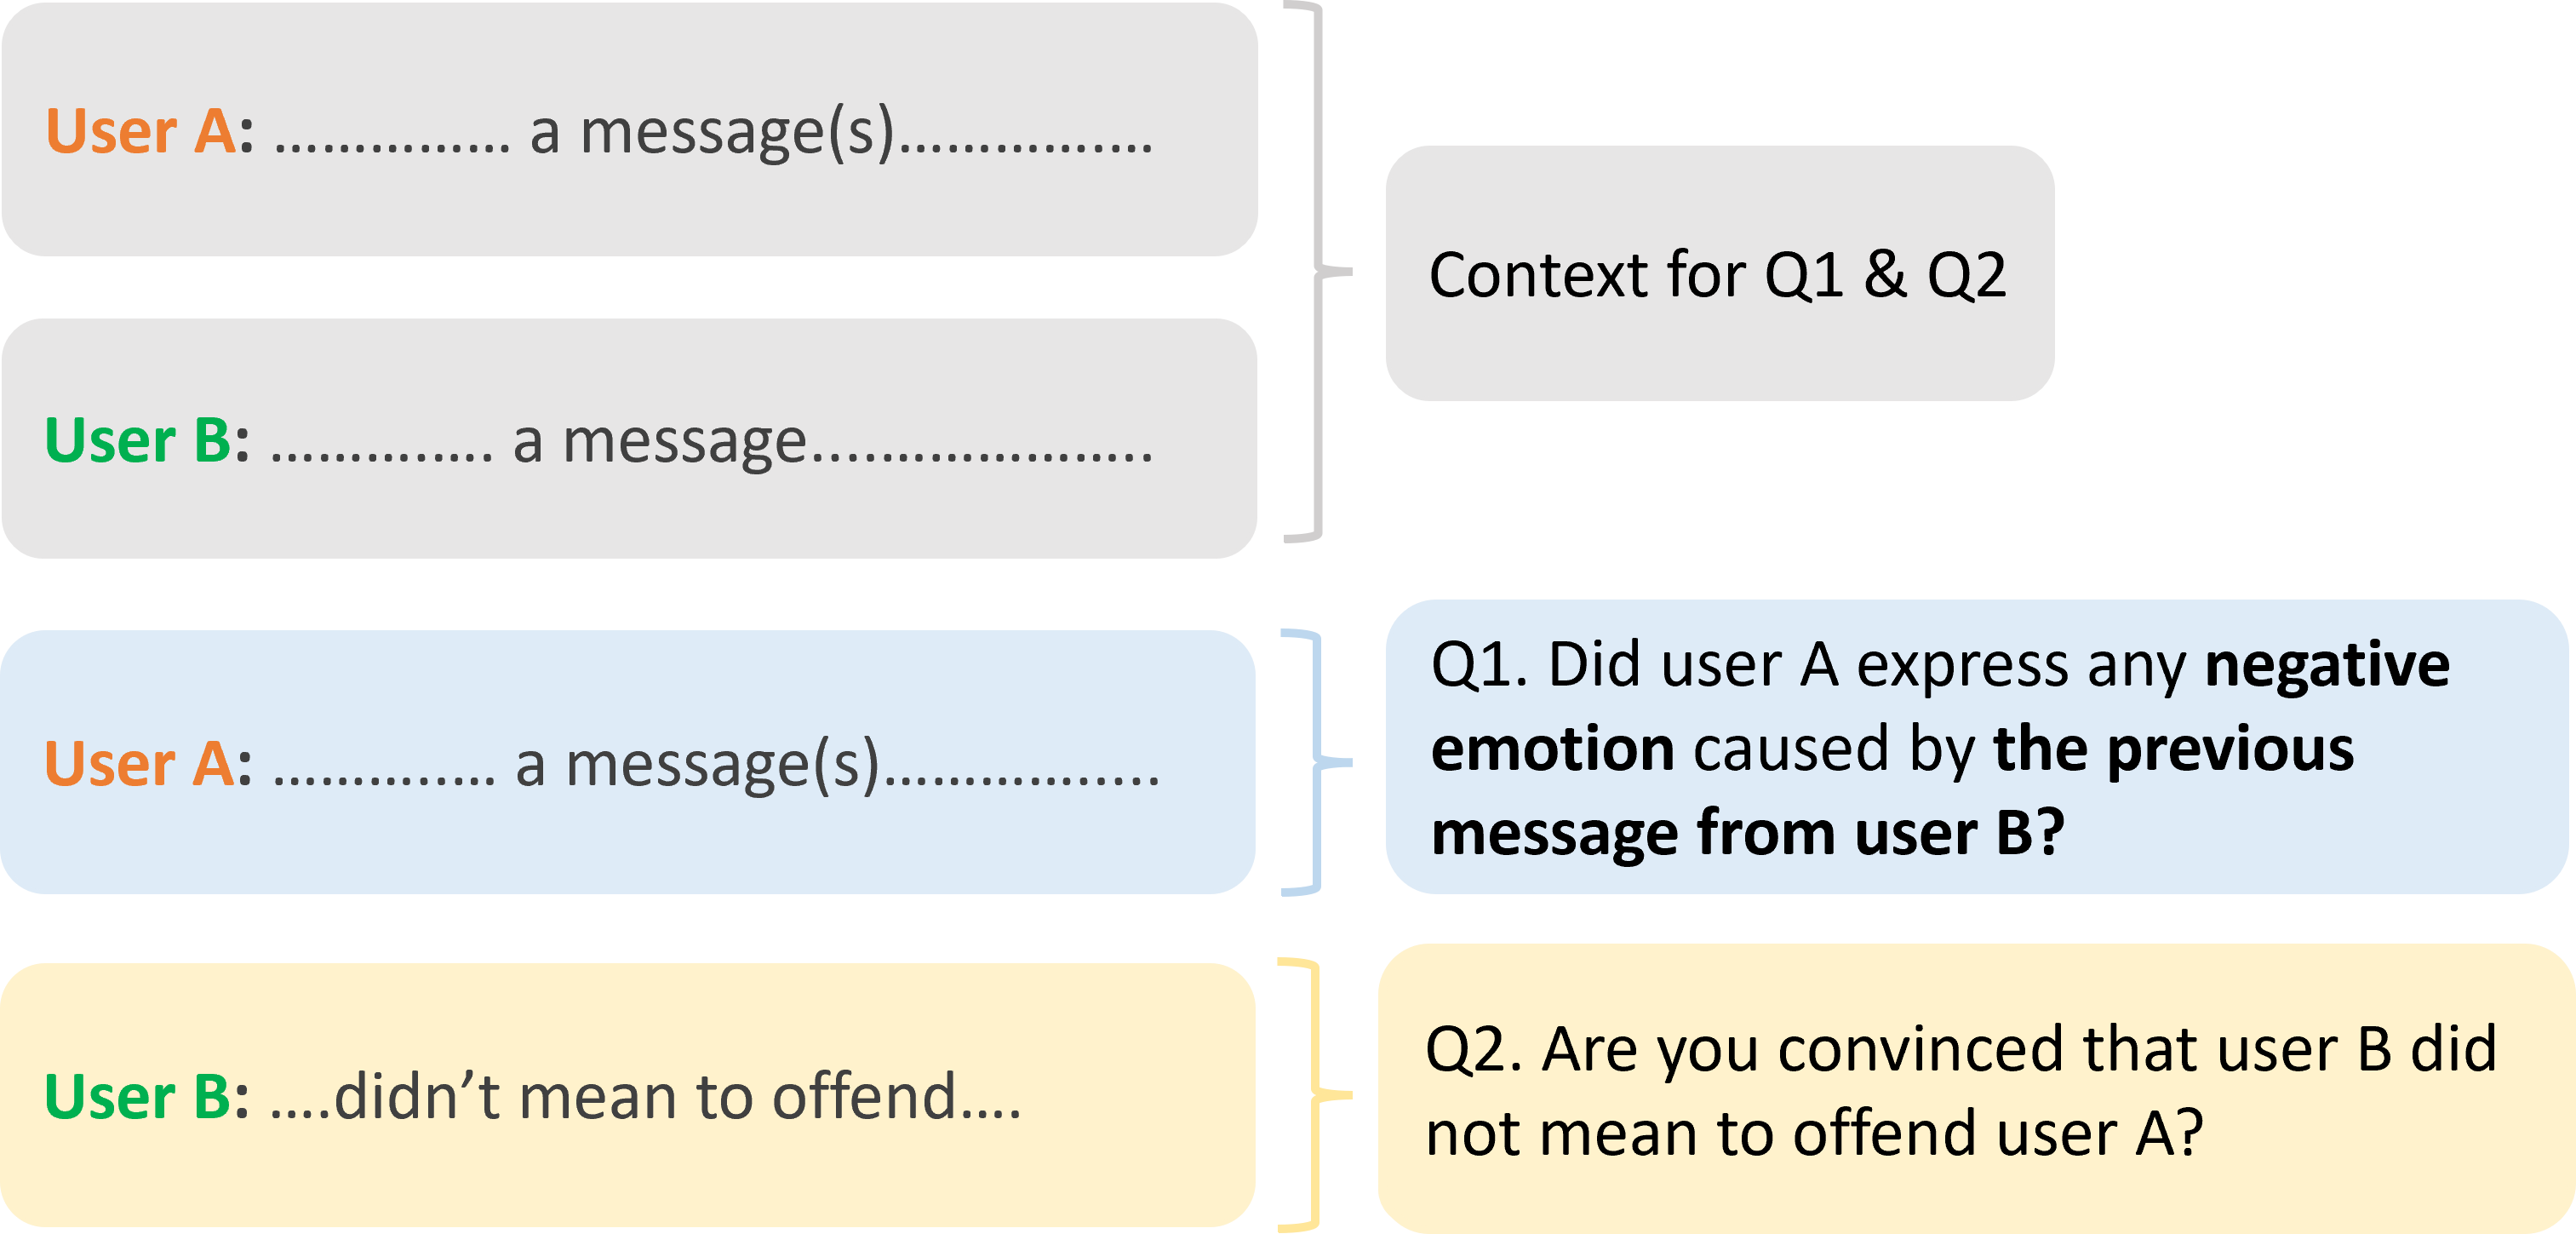 User A: …………… a message(s)……………
Context for Q1 & Q2
User B: ………….. a message.…………………..
User A: ………..…. a message(s)……………....
Q1. Did user A express any negative
emotion caused by the previous
message from user B?
User B: ….didn’t mean to offend….
Q2. Are you convinced that user B did
not mean to offend user A?